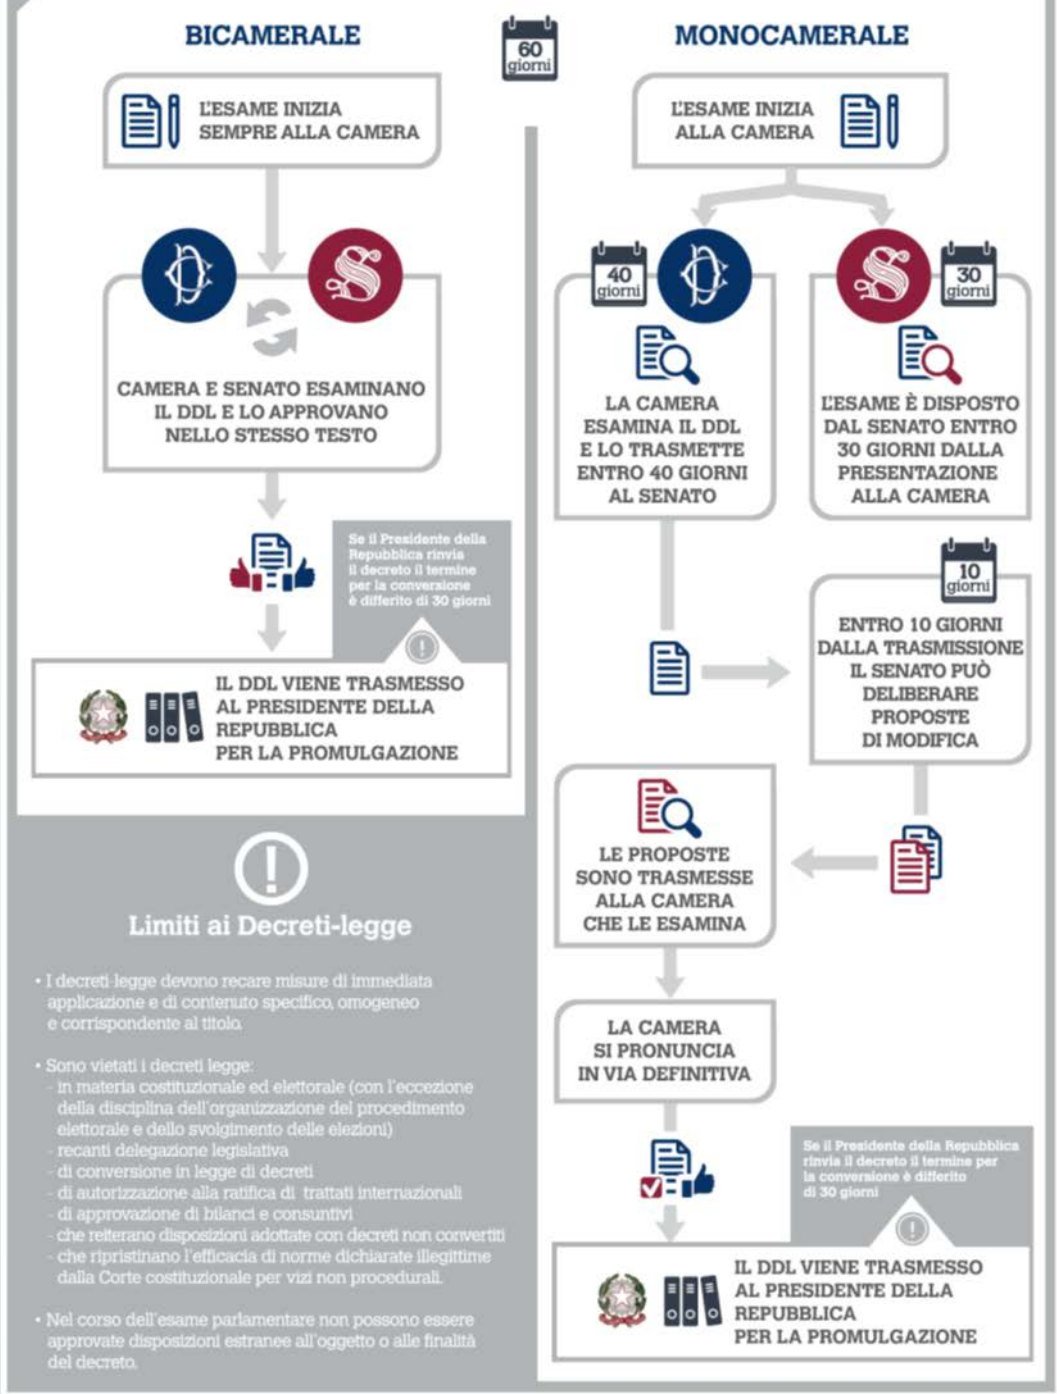 BICAMERALE
60
giorni
MONOCAMERALE
L'ESAME INIZIA
SEMPRE ALLA CAMERA
CAMERA E SENATO ESAMINANO
IL DDL E LO APPROVANO
NELLO STESSO TESTO
Se il Presidente della
Repubblica rinvia
il decreto il termine
per la conversione
è differito di 30 giorni
IL DDL VIENE TRASMESSO
AL PRESIDENTE DELLA
REPUBBLICA
PER LA PROMULGAZIONE
Limiti ai Decreti-legge
• I decreti-legge devono recare misure di immediata
applicazione e di contenuto specifico, omogeneo
e corrispondente al titolo.
• Sono vietati i decreti legge:
- in materia costituzionale ed elettorale (con l'eccezione
della disciplina dell'organizzazione del procedimento
elettorale e dello svolgimento delle elezioni)
- recanti delegazione legislativa
- di conversione in legge di decreti
- di autorizzazione alla ratifica di trattati internazionali
- di approvazione di bilanci e consuntivi
- che reiterano disposizioni adottate con decreti non convertiti
- che ripristinano l'efficacia di norme dichiarate illegittime
dalla Corte costituzionale per vizi non procedurali.
• Nel corso dell'esame parlamentare non possono essere
approvate disposizioni estranee all'oggetto o alle finalità
del decreto.
L'ESAME INIZIA
ALLA CAMERA
40
giorni
LA CAMERA
ESAMINA IL DDL
E LO TRASMETTE
ENTRO 40 GIORNI
AL SENATO
30
giorni
L'ESAME È DISPOSTO
DAL SENATO ENTRO
30 GIORNI DALLA
PRESENTAZIONE
ALLA CAMERA
10
giorni
ENTRO 10 GIORNI
DALLA TRASMISSIONE
IL SENATO PUÒ
DELIBERARE
PROPOSTE
DI MODIFICA
LE PROPOSTE
SONO TRASMESSE
ALLA CAMERA
CHE LE ESAMINA
LA CAMERA
SI PRONUNCIA
IN VIA DEFINITIVA
Se il Presidente della Repubblica
rinvia il decreto il termine per
la conversione è differito
di 30 giorni
IL DDL VIENE TRASMESSO
AL PRESIDENTE DELLA
REPUBBLICA
PER LA PROMULGAZIONE